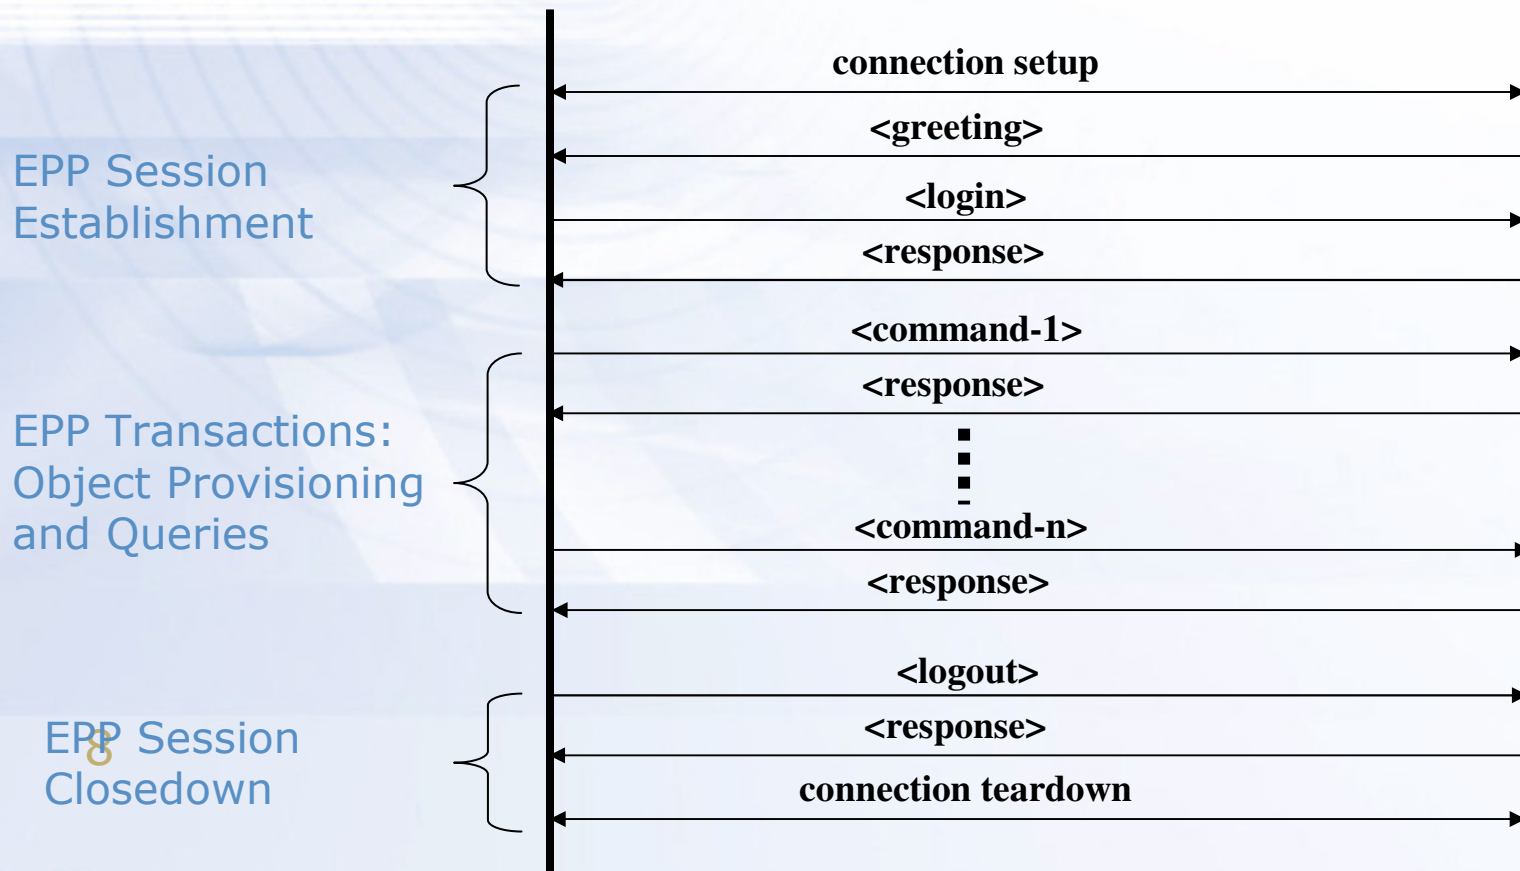 connection setup
<greeting>
EPP Session
Establishment
<login>
<response>
<command-1>
<response>
EPP Transactions:
Object Provisioning
and Queries
<command-n>
<response>
<logout>
<response>
EPP Session
Closedown
8
connection teardown